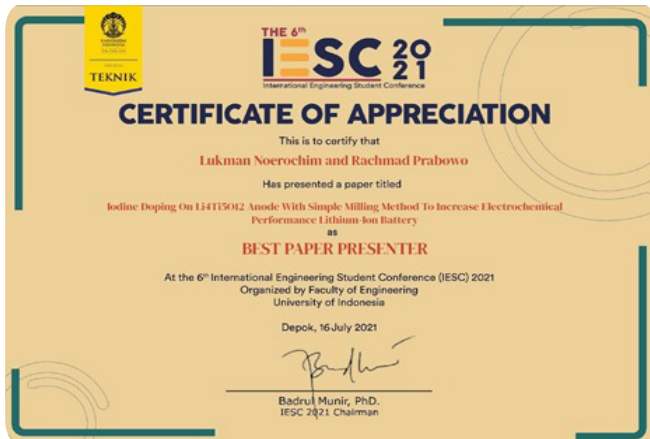 UNIVERSITAS
INDONESIA
FAKULTAS
TEKNIK
THE 6th
IESC 2021
International Engineering Student Conference
CERTIFICATE OF APPRECIATION
This is to certify that
Lukman Noerochim and Rachmad Prabowo
Has presented a paper titled
Iodine Doping On Li4Ti5O12 Anode With Simple Milling Method To Increase Electrochemical
Performance Lithium-Ion Battery
as
BEST PAPER PRESENTER
At the 6th International Engineering Student Conference (IESC) 2021
Organized by Faculty of Engineering
University of Indonesia
Depok, 16 July 2021
Badrul Munir, PhD.
IESC 2021 Chairman